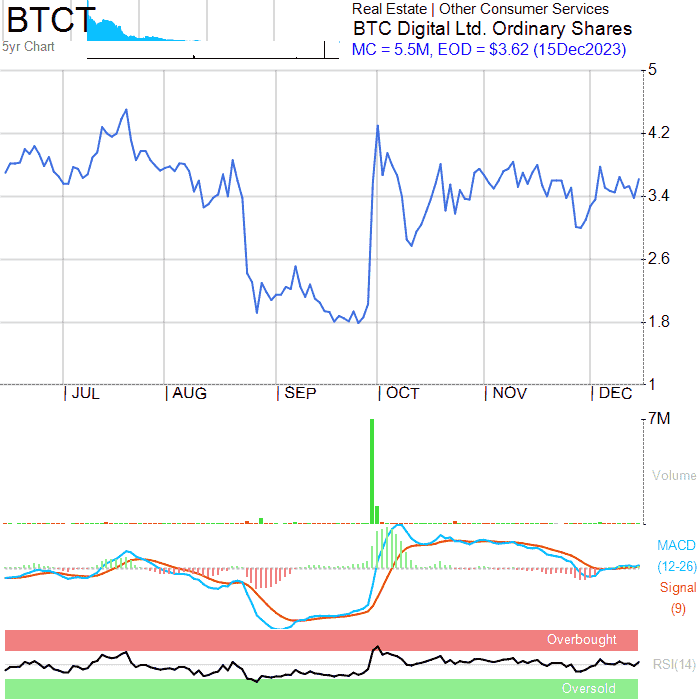 BTCT
5yr Chart
Real Estate | Other Consumer Services
BTC Digital Ltd. Ordinary Shares
MC = 5.5M, EOD = $3.62 (15Dec2023)
5
4.2
3.4
2.6
1.8
1
JUL
AUG
SEP
OCT
NOV
DEC
7M
Volume
MACD
(12-26)
Signal
(9)
Overbought
RSI(14)
Oversold